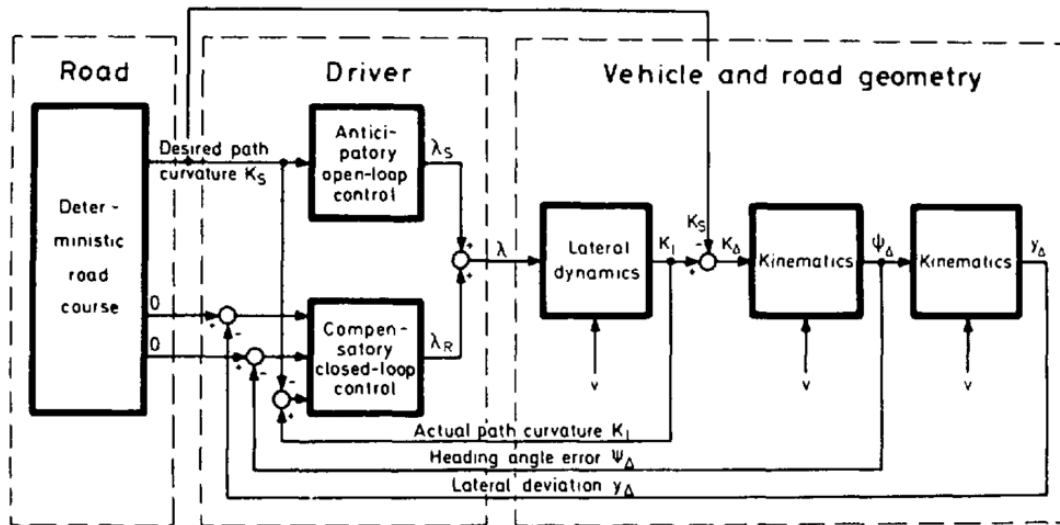 Road
Driver
Vehicle and road geometry
Deter-
ministic
road
course
Desired path
curvature K_S
0
0
Antici-
patory
open-loop
control
λ_S
Compen-
satory
closed-loop
control
λ_R
+
+
+
-
+
-
-
+
λ
Lateral
dynamics
v
K_I
K_S
-
+
K_Δ
Kinematics
v
Ψ_Δ
Kinematics
v
y_Δ
Actual path curvature K_I
Heading angle error Ψ_Δ
Lateral deviation y_Δ